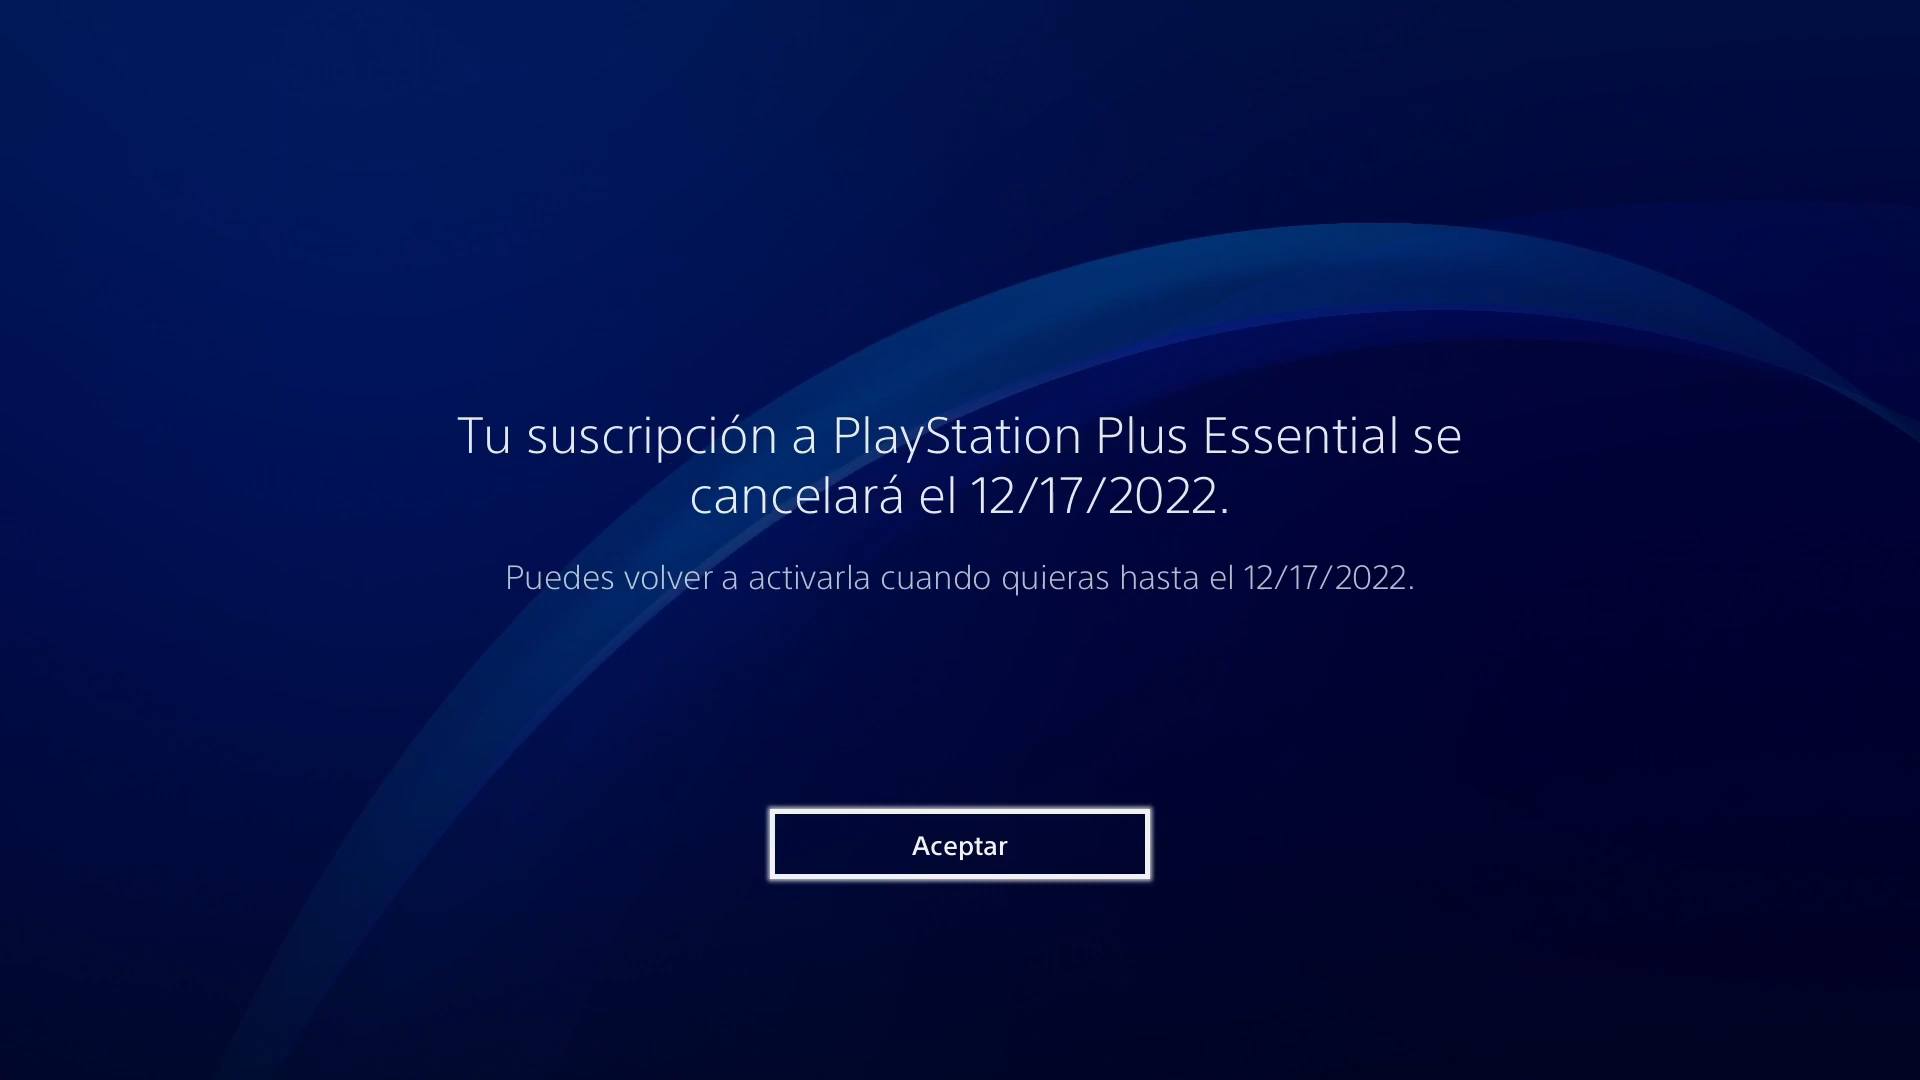 Tu suscripción a PlayStation Plus Essential se
cancelará el 12/17/2022.
Puedes volver a activarla cuando quieras hasta el 12/17/2022.
Aceptar